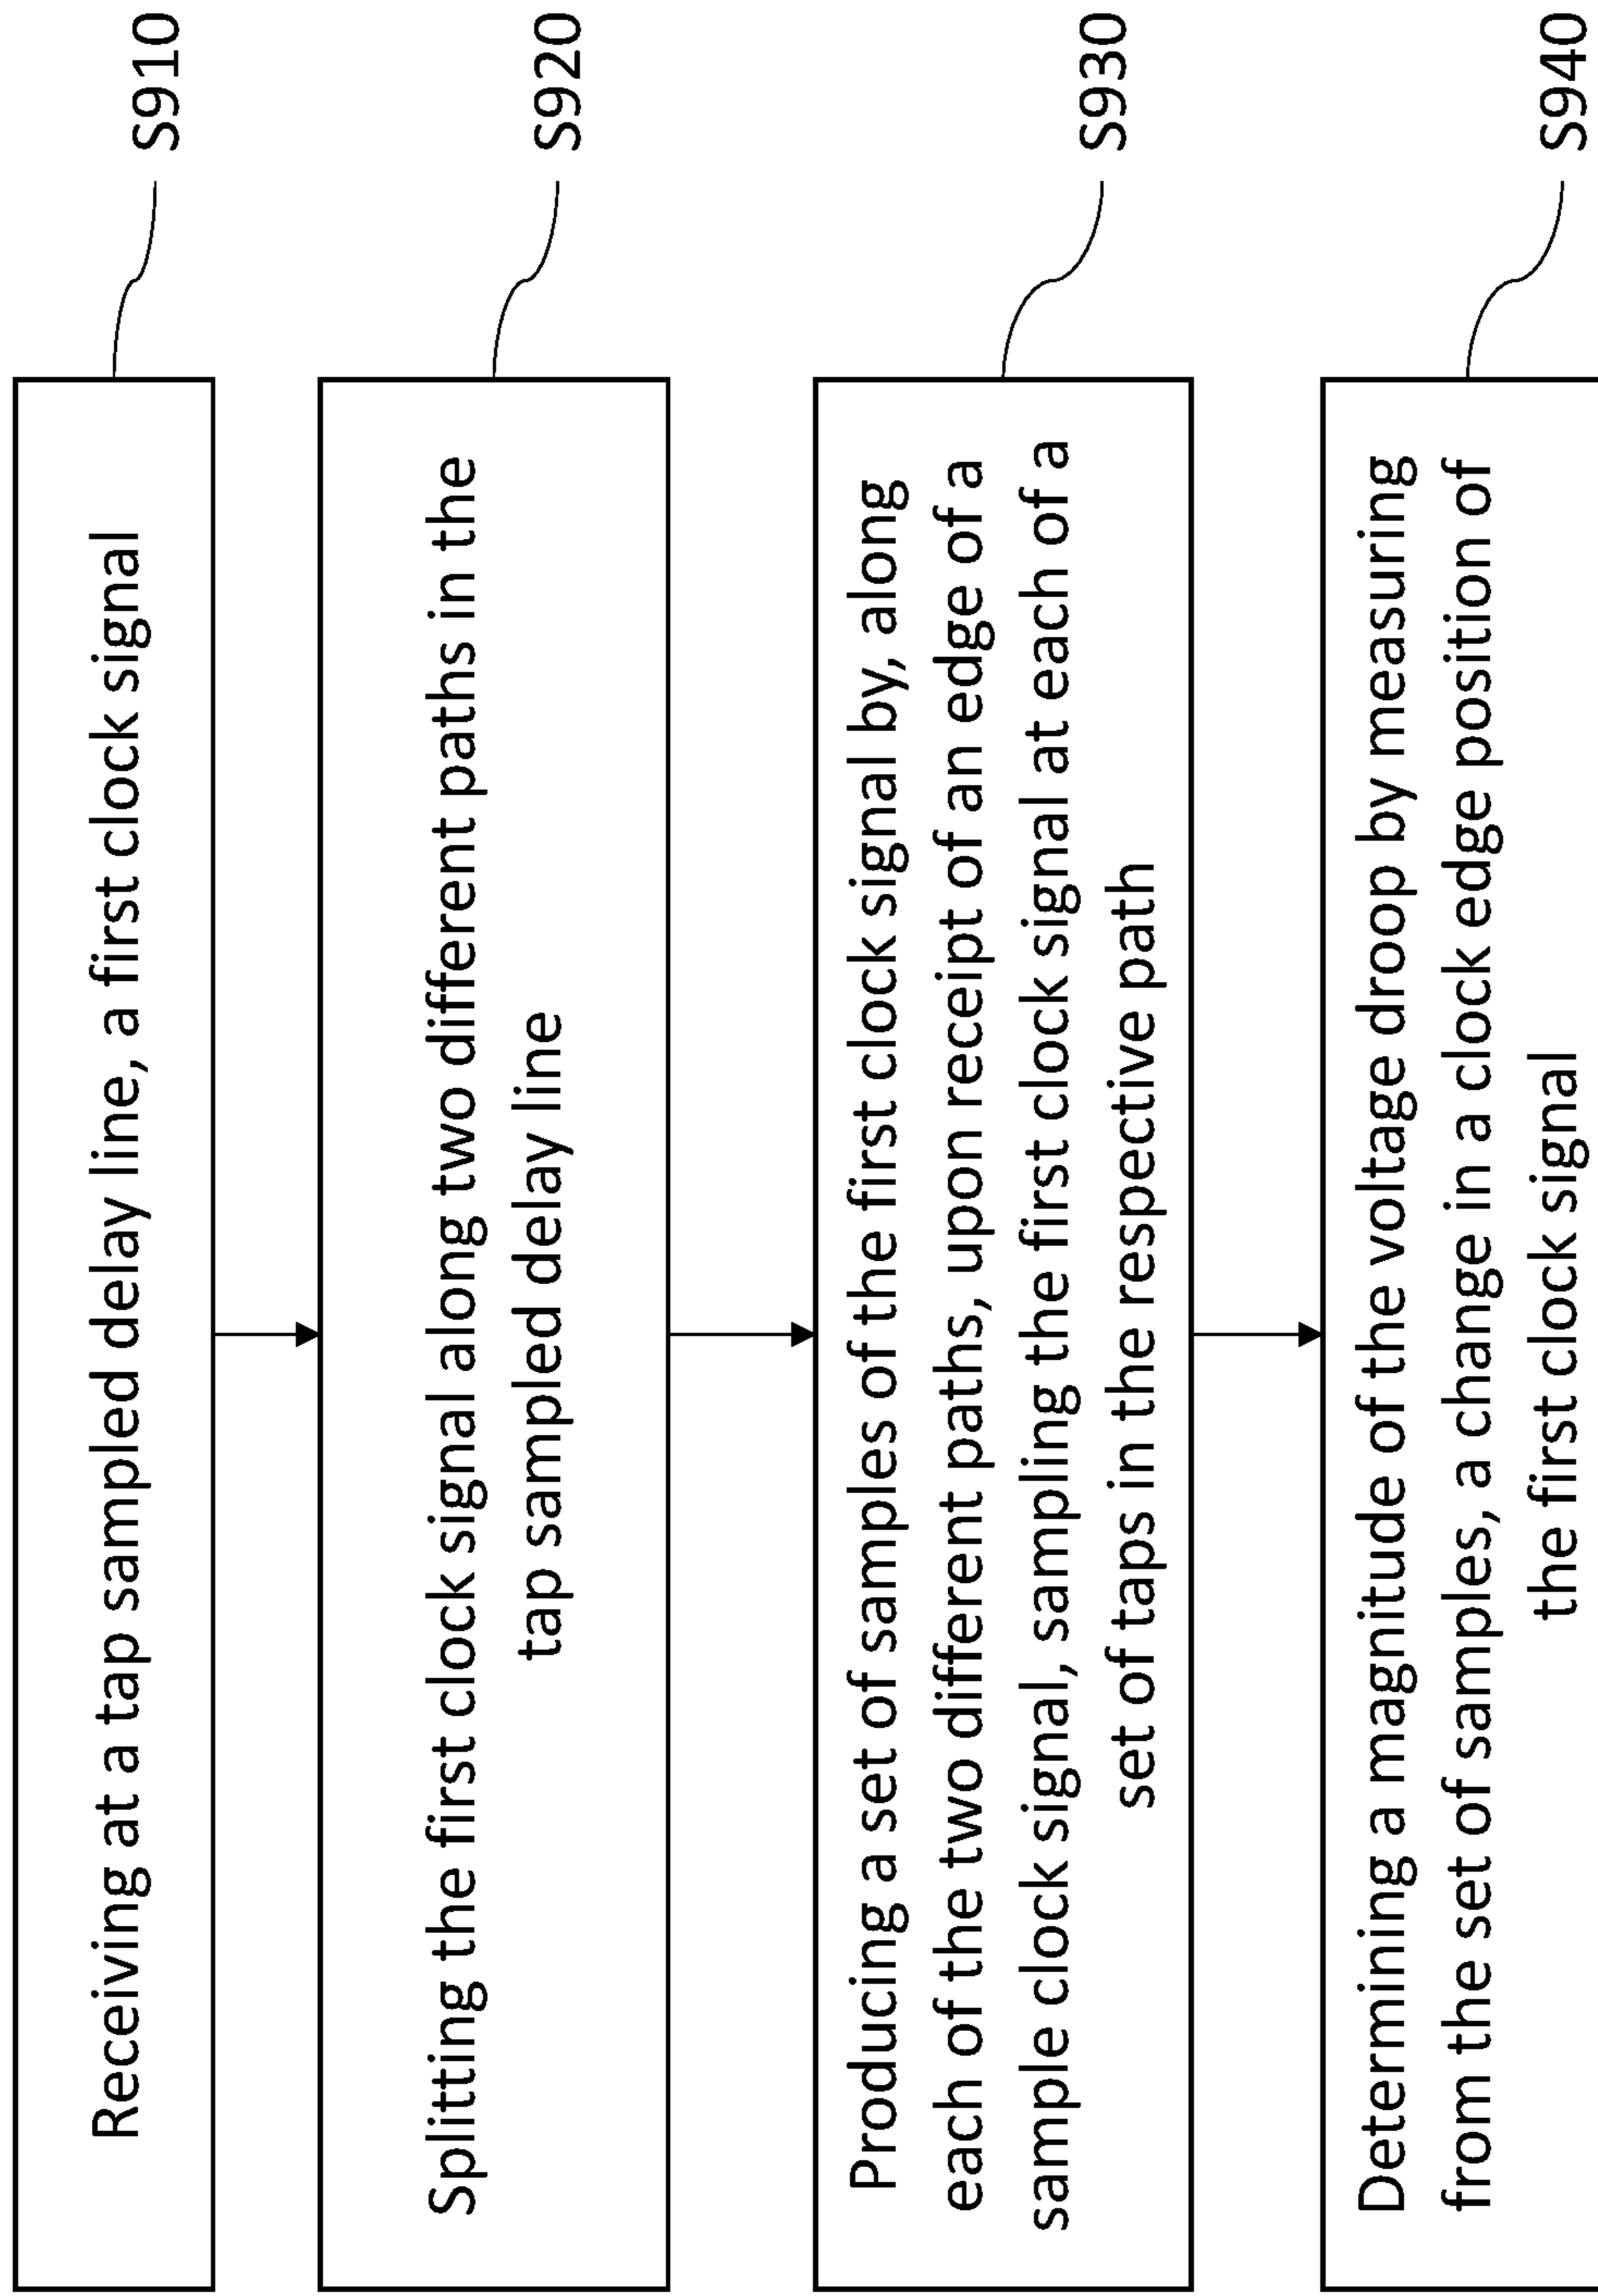 Receiving at a tap sampled delay line, a first clock signal
S910
Splitting the first clock signal along two different paths in the
tap sampled delay line
S920
Producing a set of samples of the first clock signal by, along
each of the two different paths, upon receipt of an edge of a
sample clock signal, sampling the first clock signal at each of a
set of taps in the respective path
S930
Determining a magnitude of the voltage droop by measuring
from the set of samples, a change in a clock edge position of
the first clock signal
S940